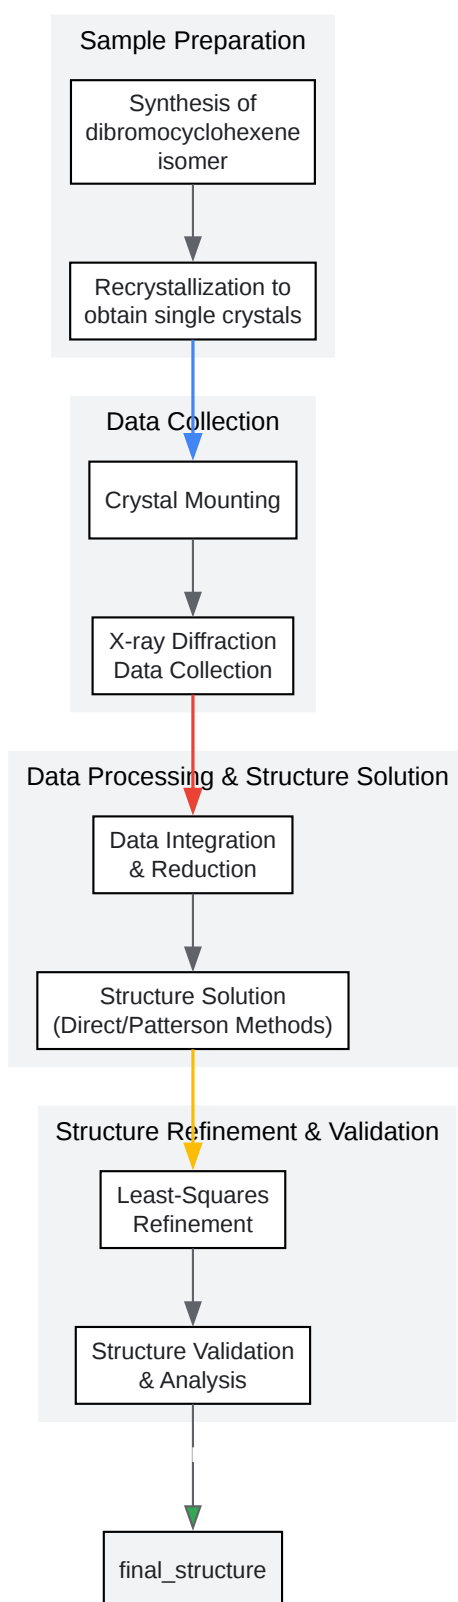 Sample Preparation
Synthesis of
dibromocyclohexene
isomer
Recrystallization to
obtain single crystals
Data Collection
Crystal Mounting
X-ray Diffraction
Data Collection
Data Processing & Structure Solution
Data Integration
& Reduction
Structure Solution
(Direct/Patterson Methods)
Structure Refinement & Validation
Least-Squares
Refinement
Structure Validation
& Analysis
final_structure